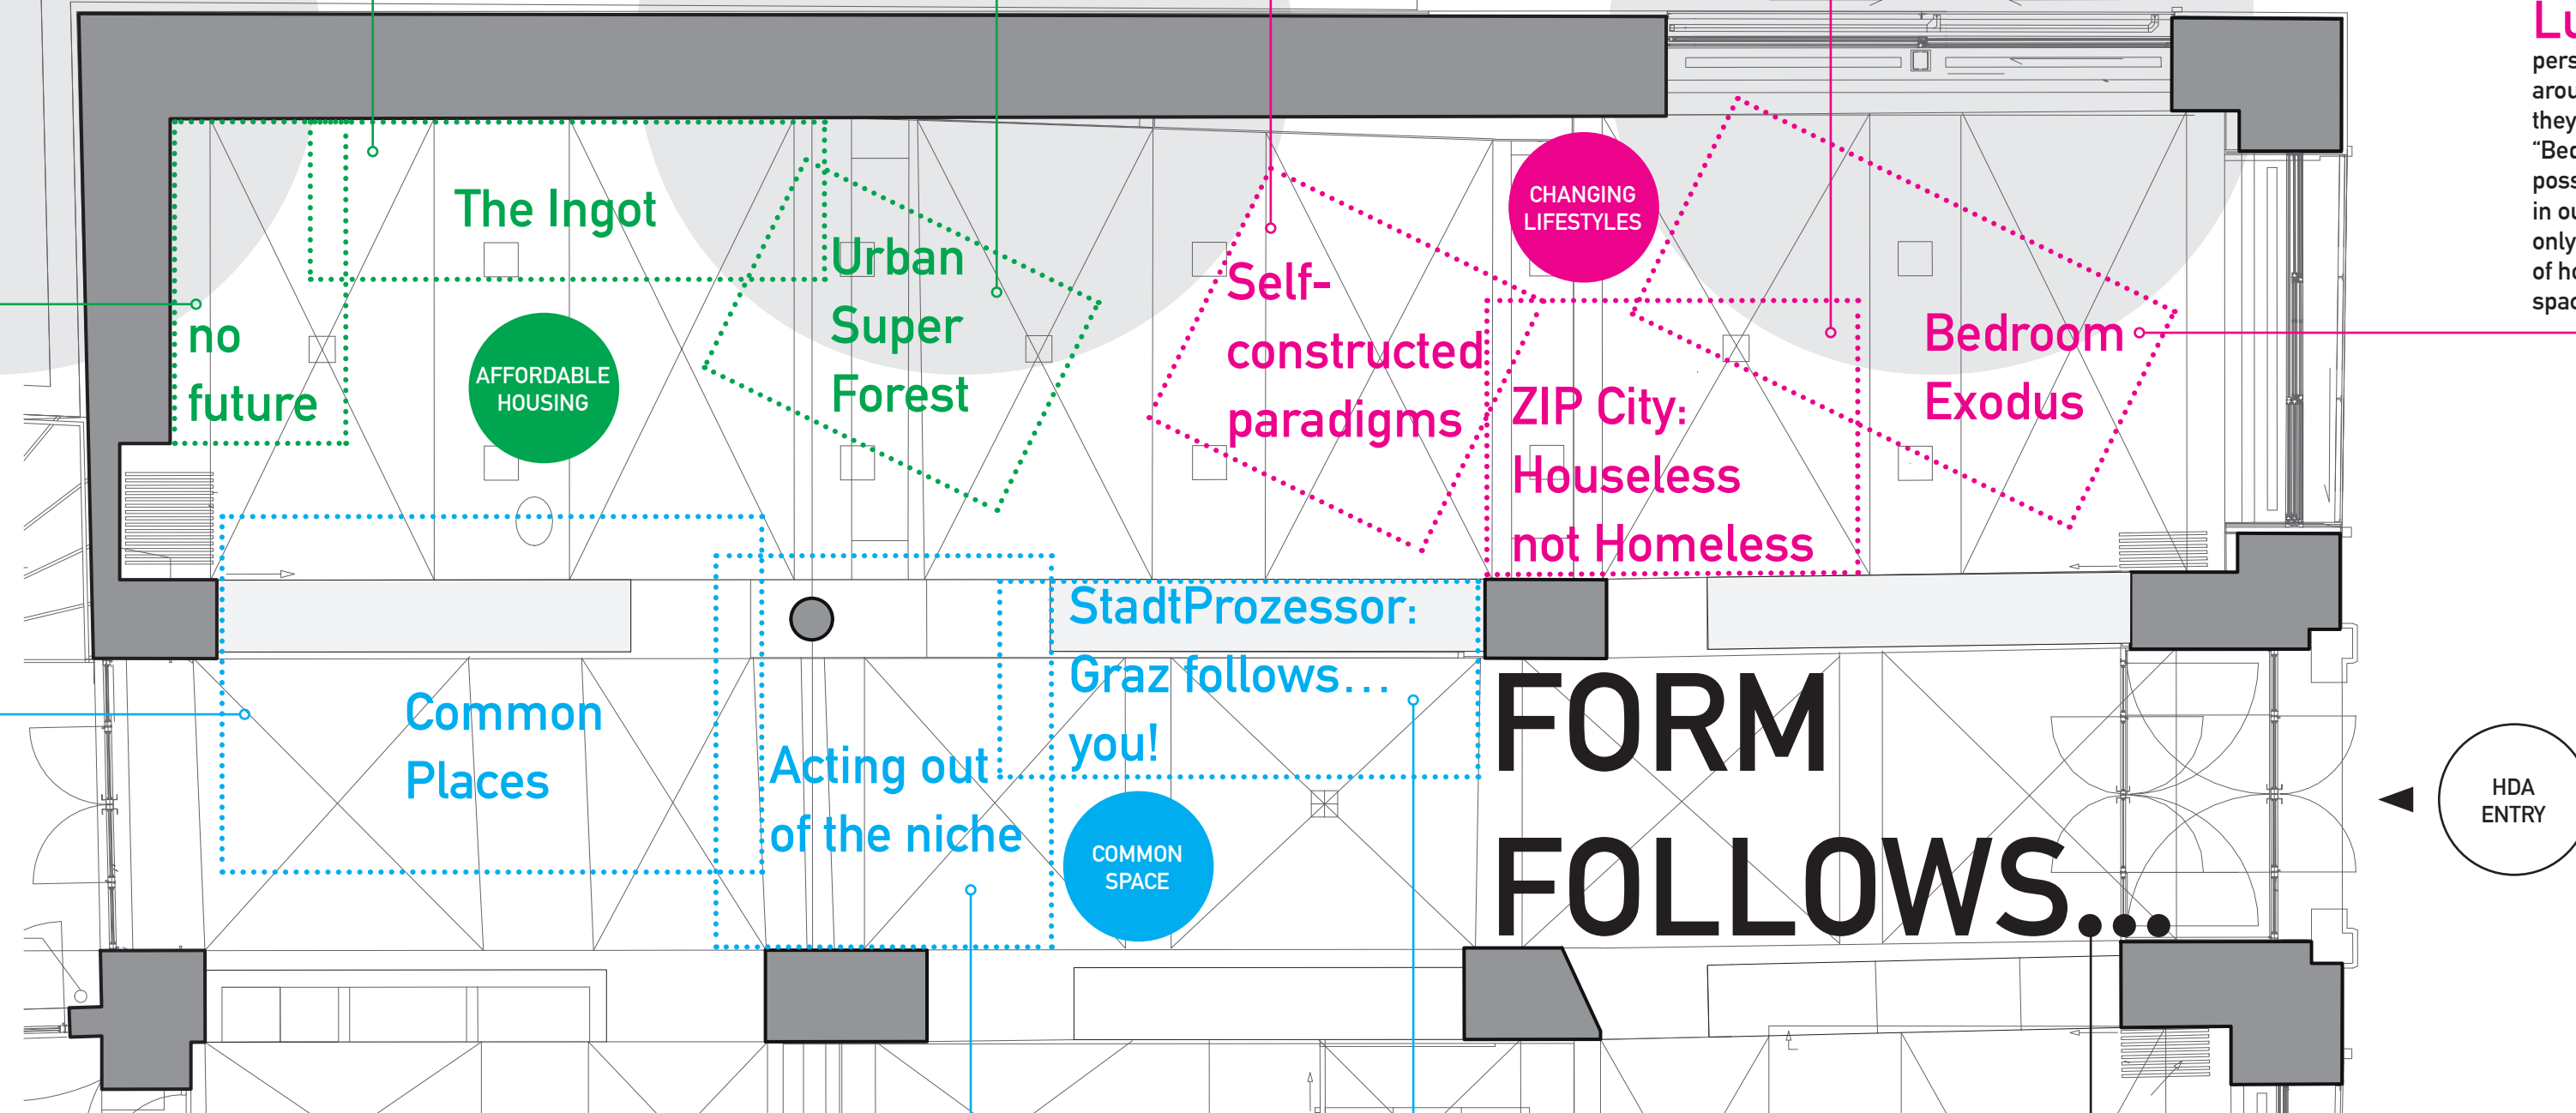 The Ingot
no
future
AFFORDABLE
HOUSING
Urban
Super
Forest
Self-
constructed
paradigms
CHANGING
LIFESTYLES
ZIP City:
Houseless
not Homeless
Bedroom
Exodus
Common
Places
Acting out
of the niche
StadtProzessor:
Graz follows...
you!
COMMON
SPACE
FORM
FOLLOWS...
HDA
ENTRY
they
only